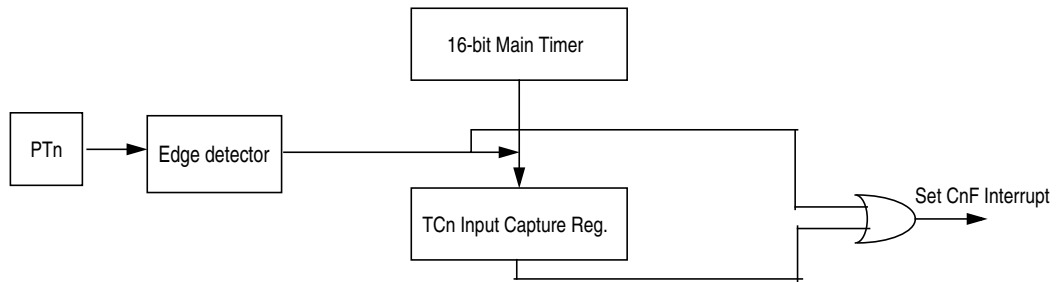 16-bit Main Timer
PTn
Edge detector
TCn Input Capture Reg.
Set CnF Interrupt